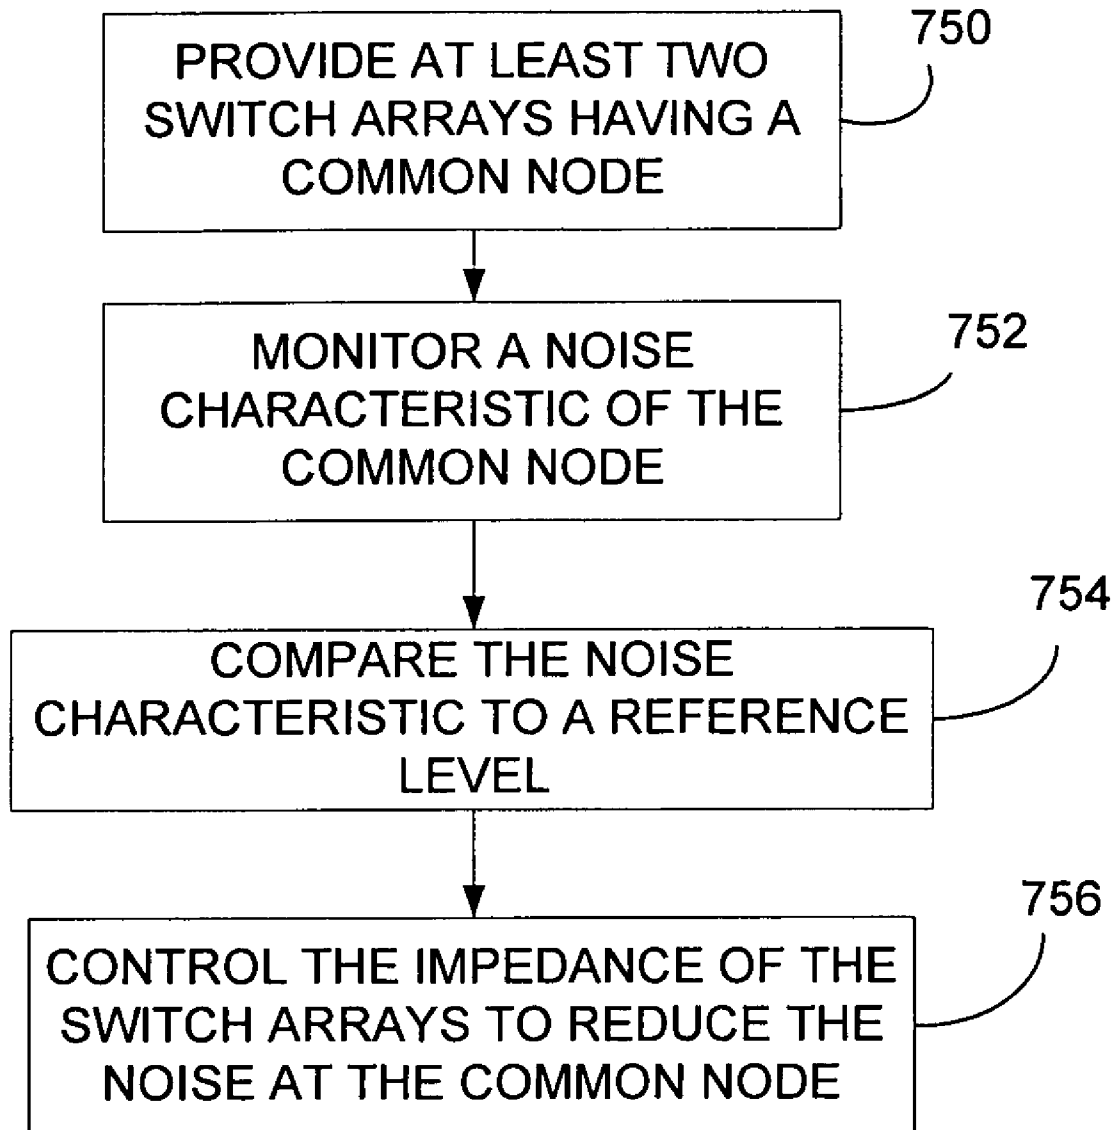 750
PROVIDE AT LEAST TWO
SWITCH ARRAYS HAVING A
COMMON NODE
752
MONITOR A NOISE
CHARACTERISTIC OF THE
COMMON NODE
754
COMPARE THE NOISE
CHARACTERISTIC TO A REFERENCE
LEVEL
756
CONTROL THE IMPEDANCE OF THE
SWITCH ARRAYS TO REDUCE THE
NOISE AT THE COMMON NODE